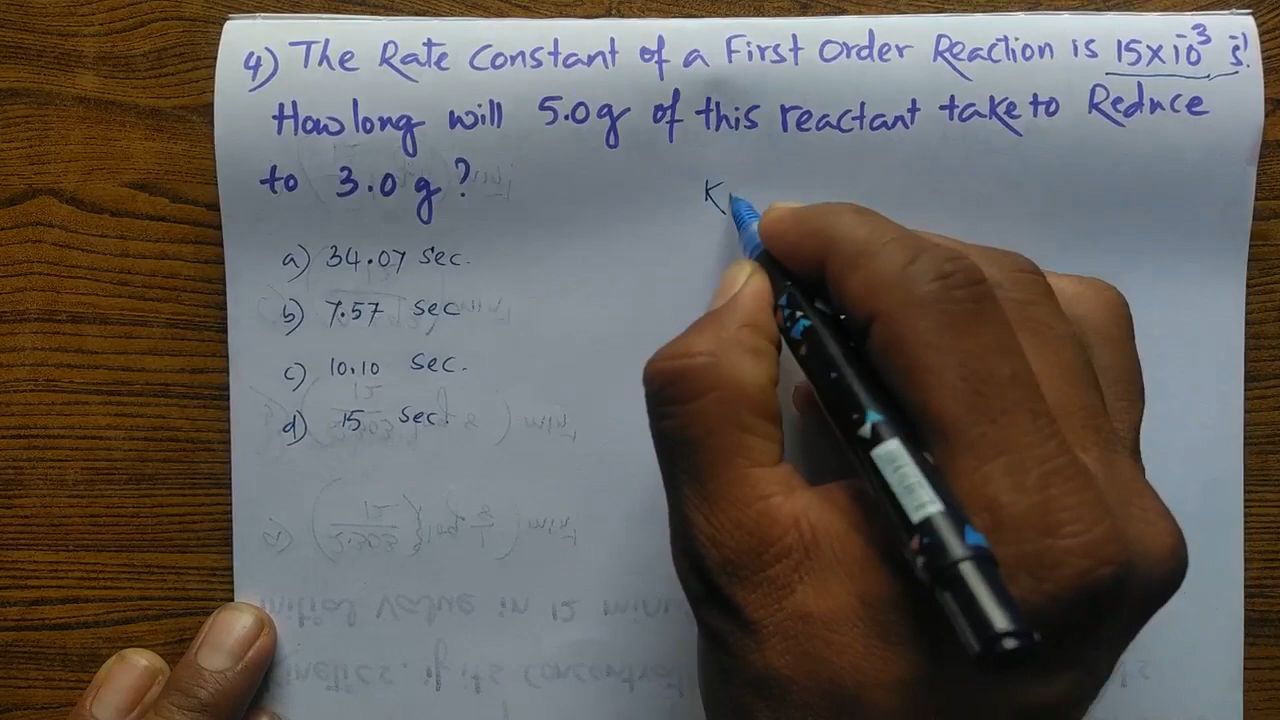 4) The Rate Constant of a First Order Reaction is 15×10⁻³ s⁻¹.
How long will 5.0g of this reactant take to Reduce
to 3.0 g?
K
a) 34.07 sec.
b) 7.57 sec
c) 10.10 sec.
d) 15 sec.